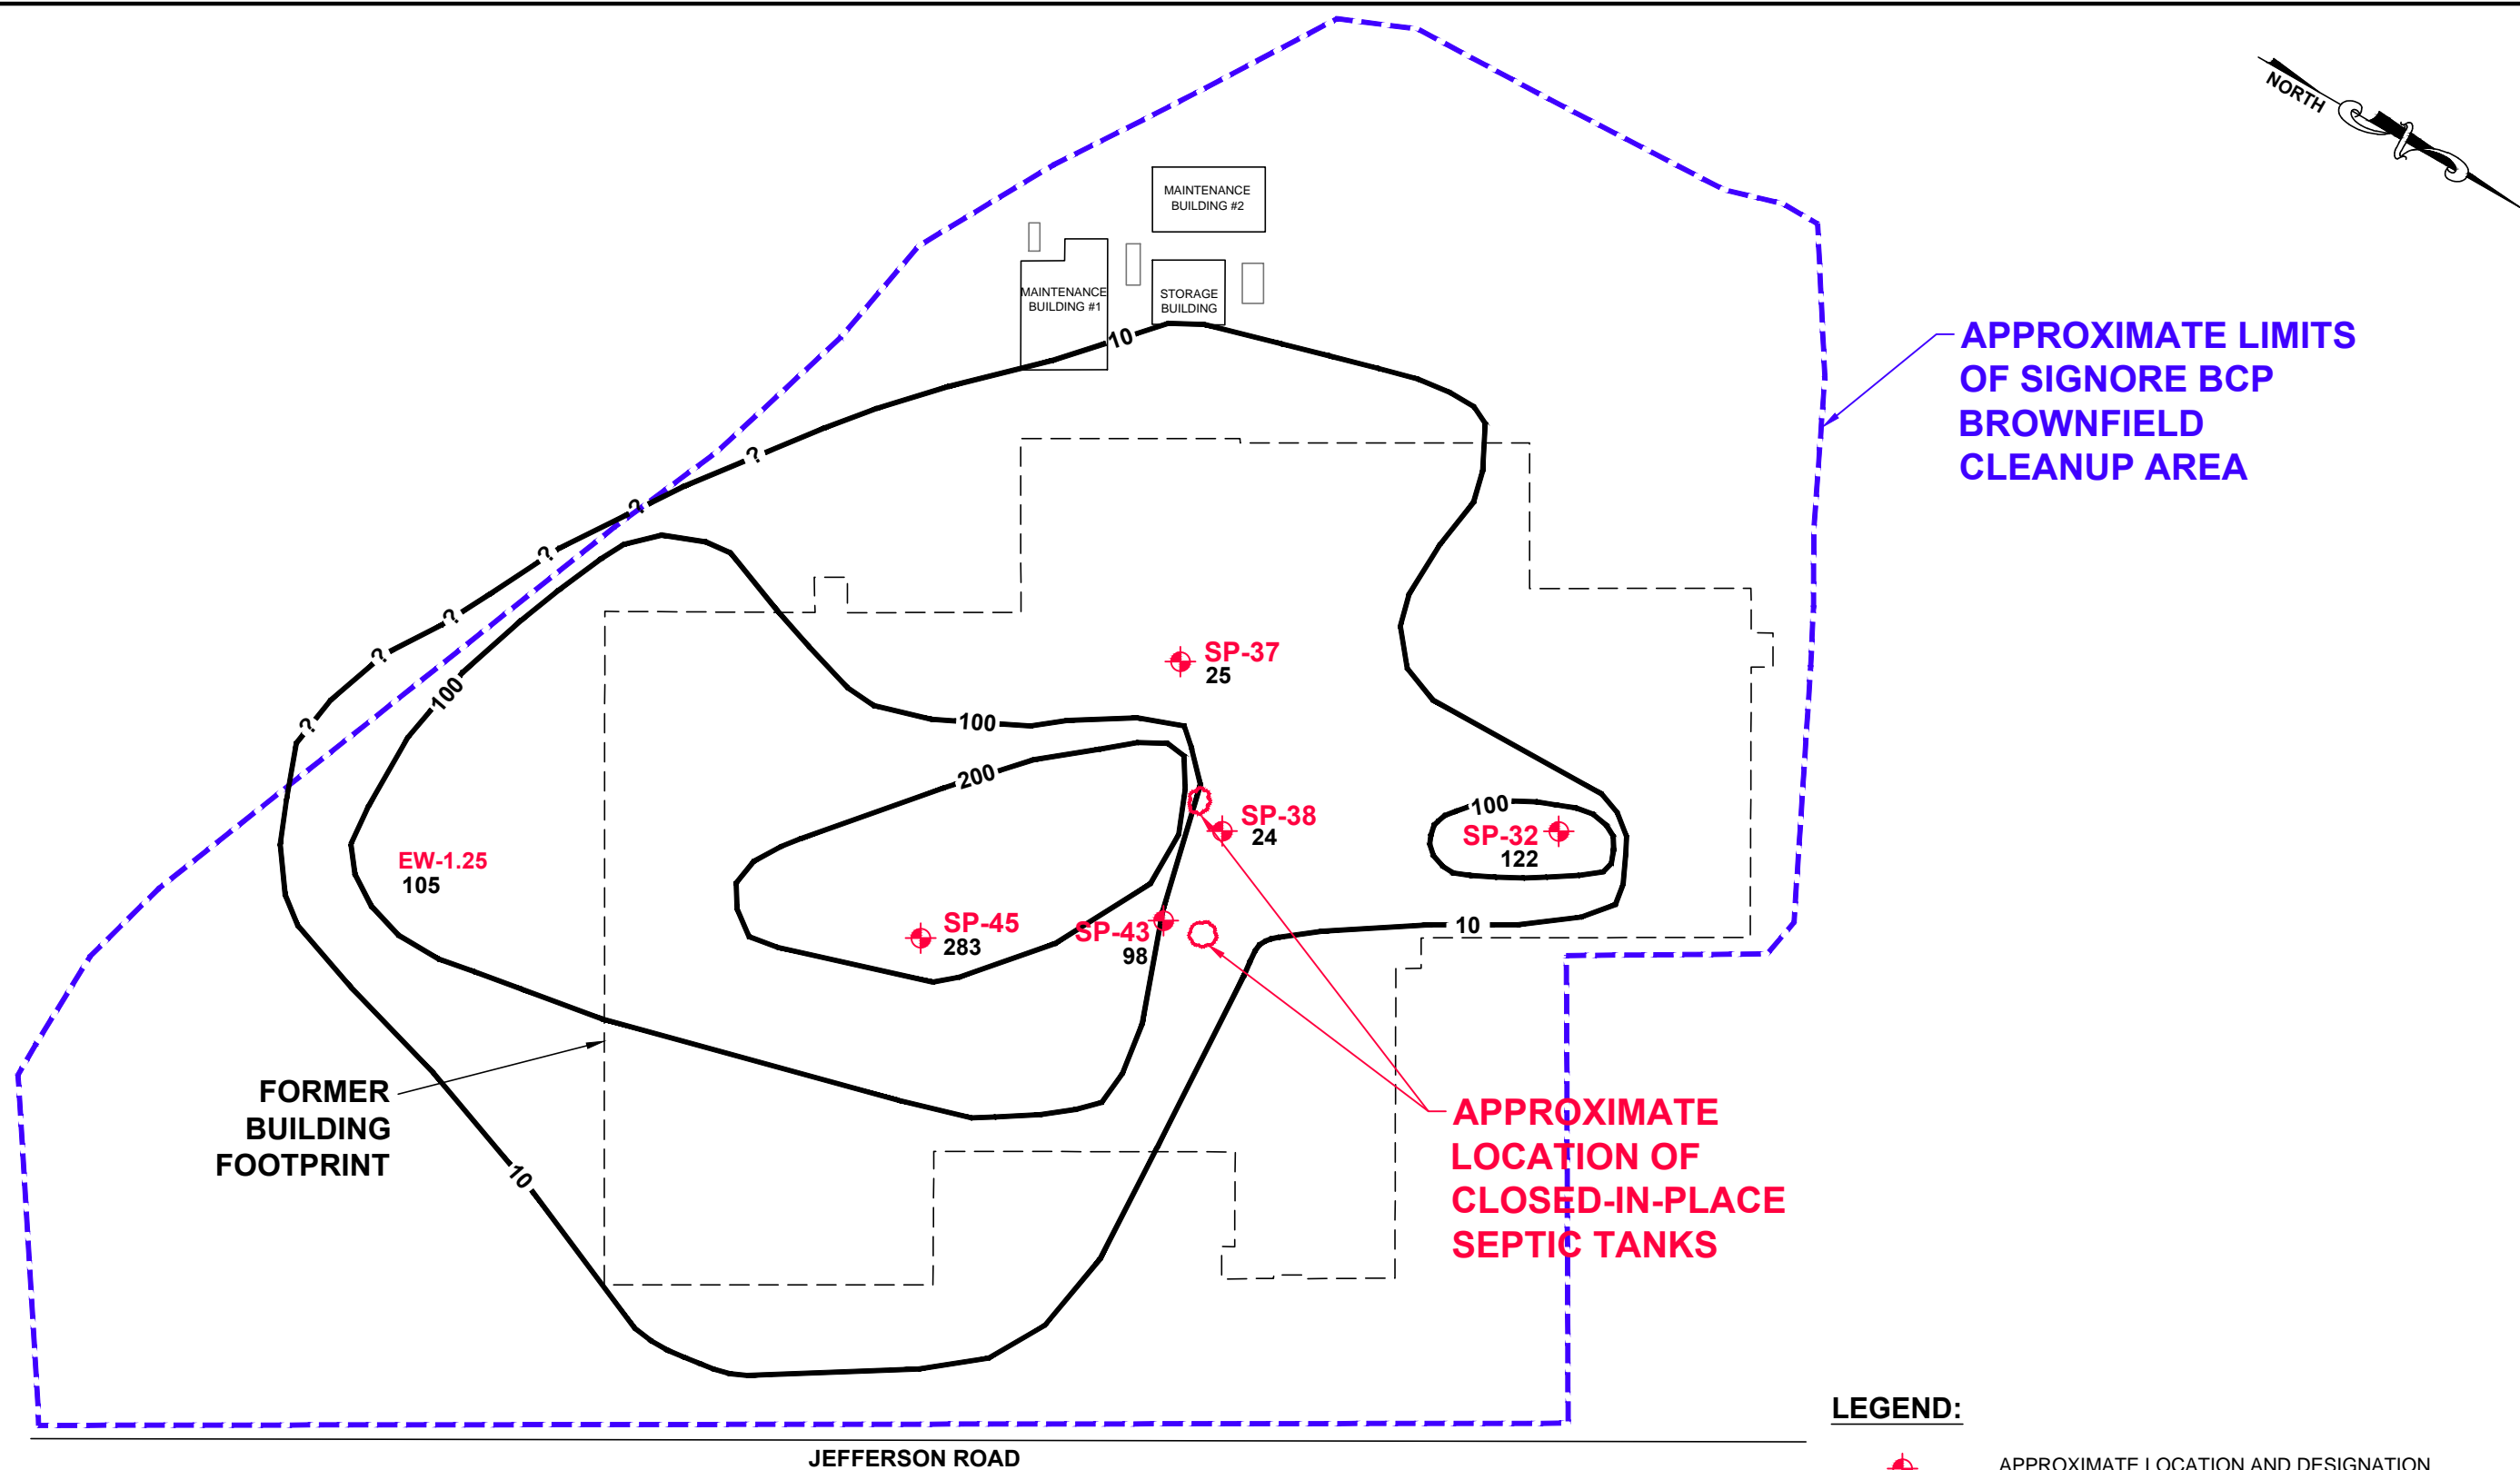 NORTH
MAINTENANCE
BUILDING #2
MAINTENANCE
BUILDING #1
STORAGE
BUILDING
10
APPROXIMATE LIMITS
OF SIGNORE BCP
BROWNFIELD
CLEANUP AREA
?
?
?
?
?
?
100
SP-37
25
100
200
SP-38
24
100
SP-32
122
EW-1.25
105
SP-45
283
SP-43
98
10
FORMER
BUILDING
FOOTPRINT
10
APPROXIMATE
LOCATION OF
CLOSED-IN-PLACE
SEPTIC TANKS
LEGEND:
JEFFERSON ROAD
APPROXIMATE LOCATION AND DESIGNATION